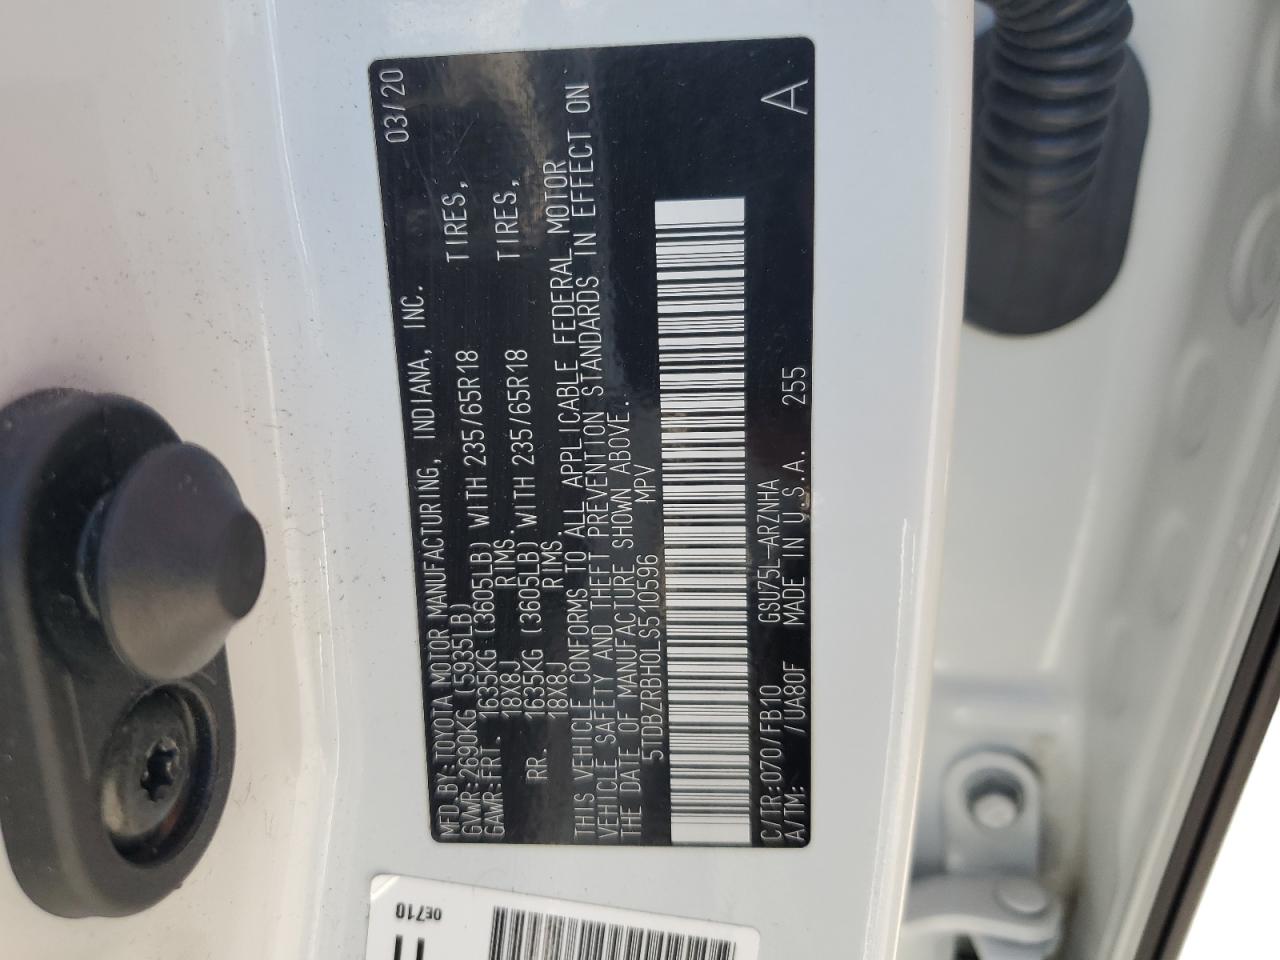 MFD.BY:TOYOTA MOTOR MANUFACTURING, INDIANA, INC. 03/20
GVWR:2690KG (5935LB)
GAWR:FRT. 1635KG (3605LB) WITH 235/65R18 TIRES,
18X8J RIMS.
RR. 1635KG (3605LB) WITH 235/65R18 TIRES,
18X8J RIMS.
THIS VEHICLE CONFORMS TO ALL APPLICABLE FEDERAL MOTOR
VEHICLE SAFETY AND THEFT PREVENTION STANDARDS IN EFFECT ON
THE DATE OF MANUFACTURE SHOWN ABOVE.
5TDBZRBH0LS510596 MPV
C/TR:070/FB10 GSU75L-ARZNHA
A/TM: /UA80F MADE IN U.S.A. 255 A
0E710